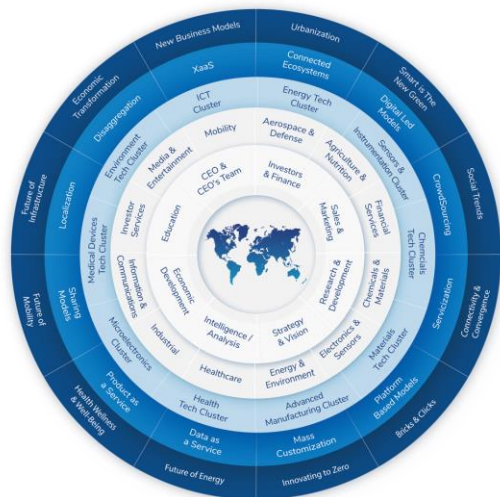 New Business Models
Urbanization
Smart is The
New Green
Social Trends
Connectivity &
Convergence
Bricks & Clicks
Innovating to Zero
Future of Energy
Health Wellness
& Well-Being
Future of
Mobility
Future of
Infrastructure
Economic
Transformation
XaaS
Connected
Ecosystems
Digital Led
Models
CrowdSourcing
Servicization
Platform
Based Models
Mass
Customization
Data as
a Service
Product as
a Service
Sharing
Models
Localization
Disaggregation
ICT
Cluster
Energy Tech
Cluster
Sensors &
Instrumentation Cluster
Chemcials
Tech Cluster
Materials
Tech Cluster
Advanced
Manufacturing Cluster
Health
Tech Cluster
Microelectronics
Cluster
Medical Devices
Tech Cluster
Environment
Tech Cluster
Mobility
Aerospace &
Defense
Agriculture &
Nutrition
Financial
Services
Chemicals &
Materials
Electronics &
Sensors
Energy &
Environment
Healthcare
Industrial
Information &
Communications
Investor
Services
Media &
Entertainment
CEO &
CEO's Team
Investors
& Finance
Sales &
Marketing
Research &
Development
Strategy
& Vision
Intelligence /
Analysis
Economic
Development
Education